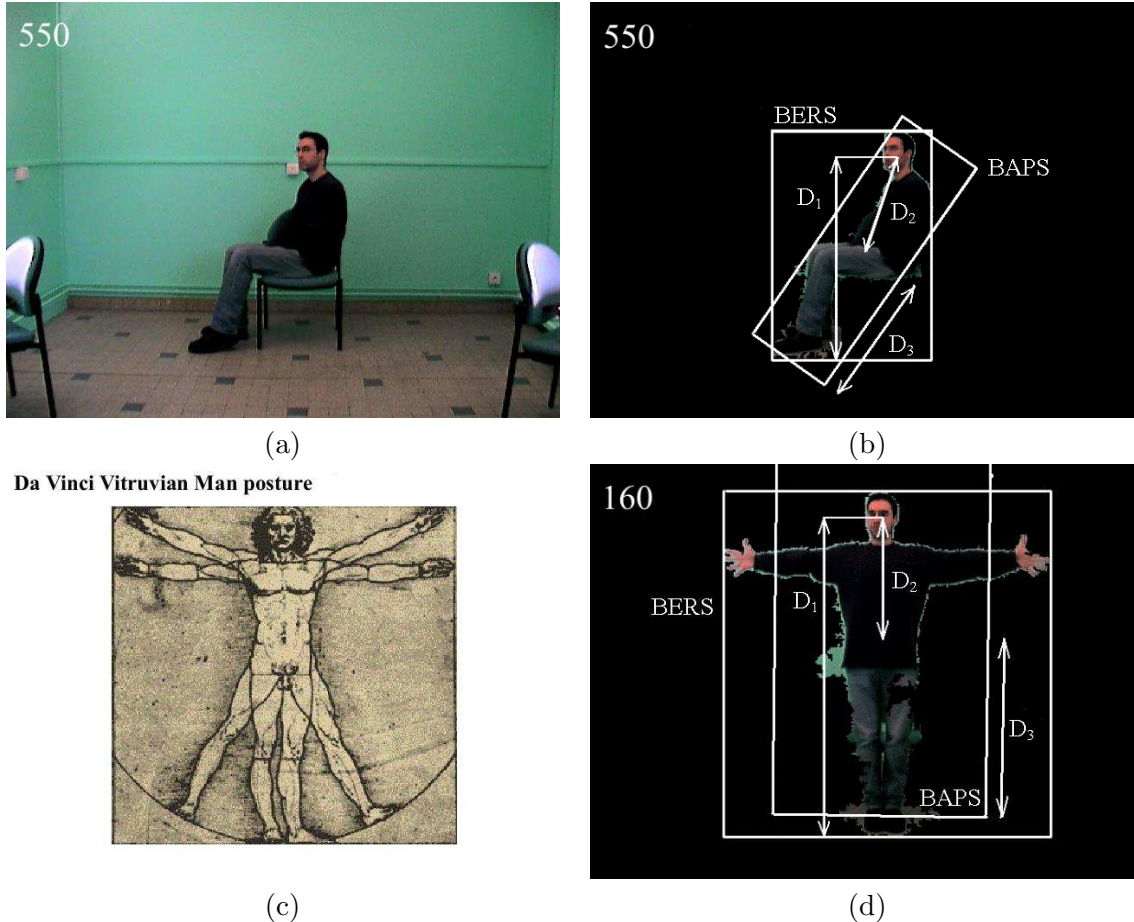 550
550
BERS
BAPS
D1
D2
D3
(a)
(b)
Da Vinci Vitruvian Man posture
160
D2
D1
BERS
D3
BAPS
(c)
(d)